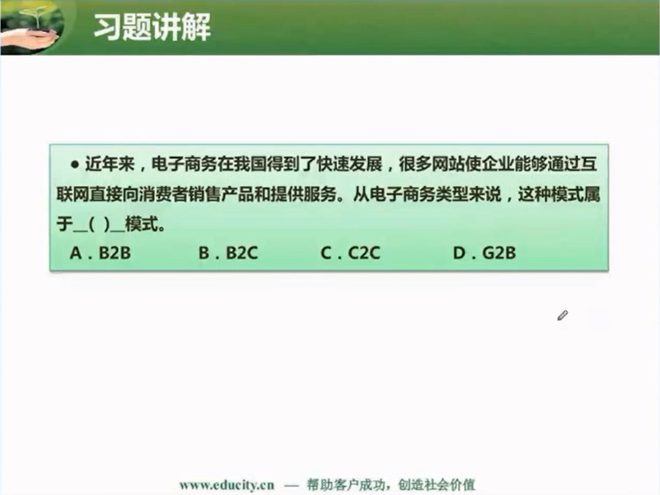 习题讲解
● 近年来，电子商务在我国得到了快速发展，很多网站使企业能够通过互
联网直接向消费者销售产品和提供服务。从电子商务类型来说，这种模式属
于__( )__模式。
A．B2B B．B2C C．C2C D．G2B
www.educity.cn — 帮助客户成功，创造社会价值